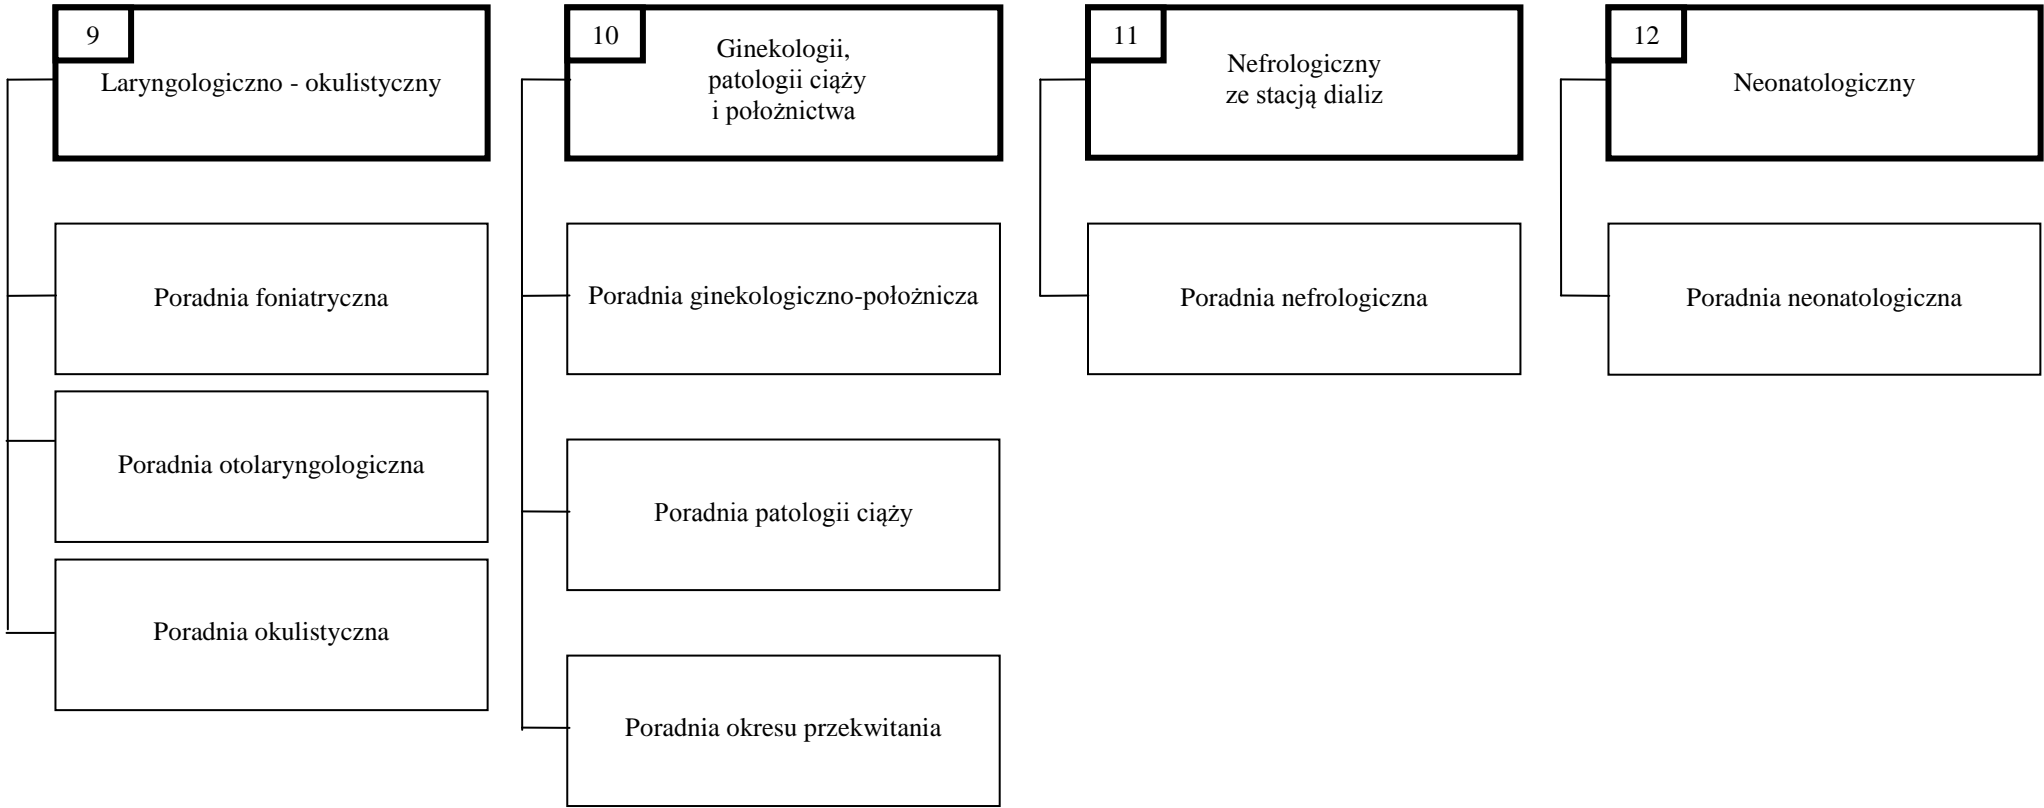 9
Laryngologiczno - okulistyczny
Poradnia foniatryczna
Poradnia otolaryngologiczna
Poradnia okulistyczna
10
Ginekologii,
patologii ciąży
i położnictwa
Poradnia ginekologiczno-położnicza
Poradnia patologii ciąży
Poradnia okresu przekwitania
11
Nefrologiczny
ze stacją dializ
Poradnia nefrologiczna
12
Neonatologiczny
Poradnia neonatologiczna